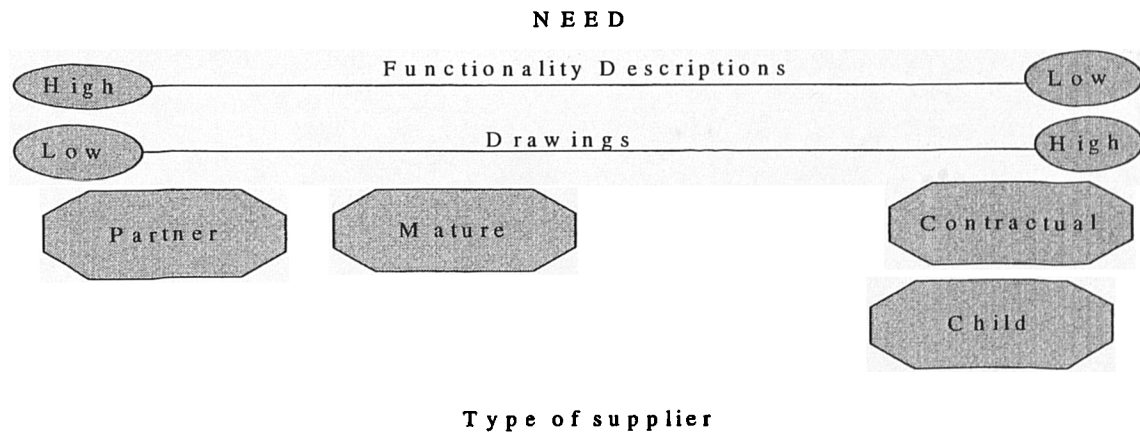 NEED
High Functionality Descriptions Low
Low Drawings High
Partner Mature Contractual
Child
Type of supplier